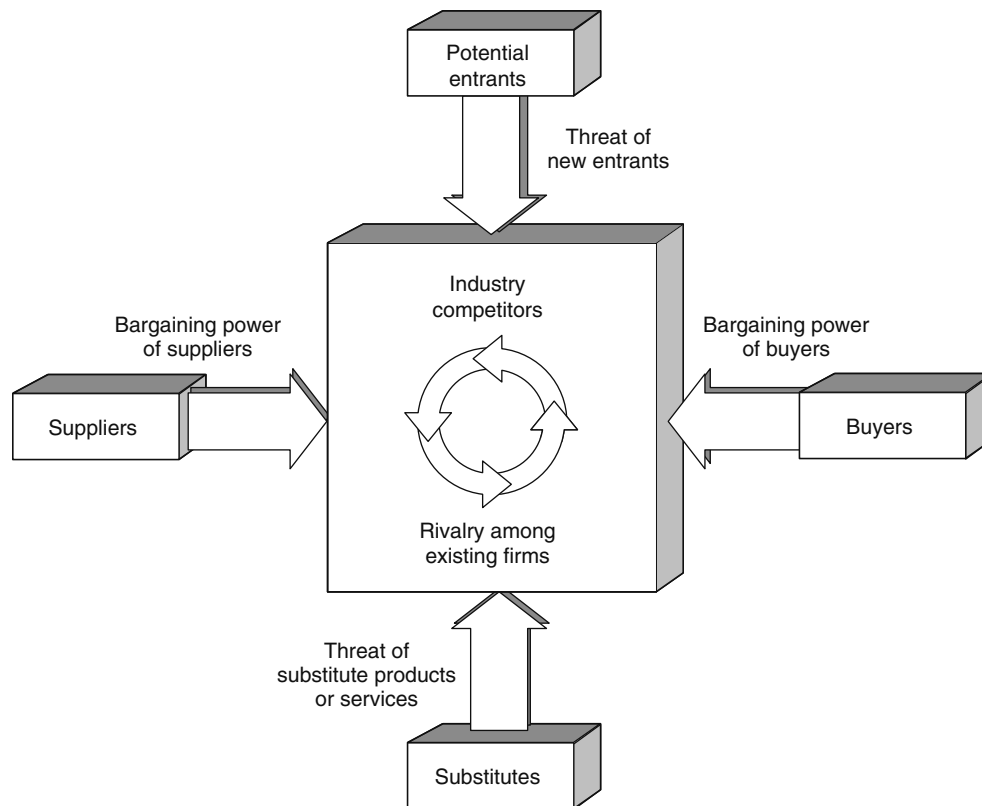 Potential
entrants
Threat of
new entrants
Industry
competitors
Bargaining power
of suppliers
Bargaining power
of buyers
Suppliers
Buyers
Rivalry among
existing firms
Threat of
substitute products
or services
Substitutes